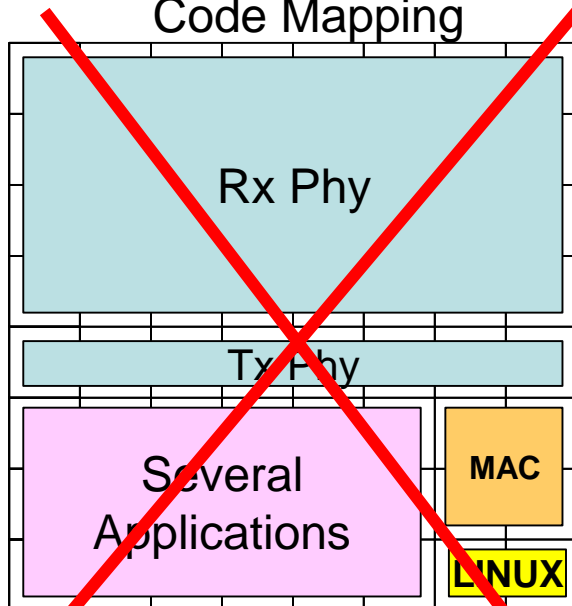 Code Mapping
Rx Phy
Tx Phy
Several
Applications
MAC
LINUX